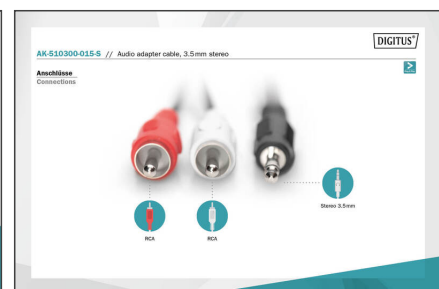 DIGITUS®
AK-510300-015-S // Audio adapter cable, 3.5mm stereo
Anschlüsse
Connections
Stereo 3.5mm
RCA
RCA